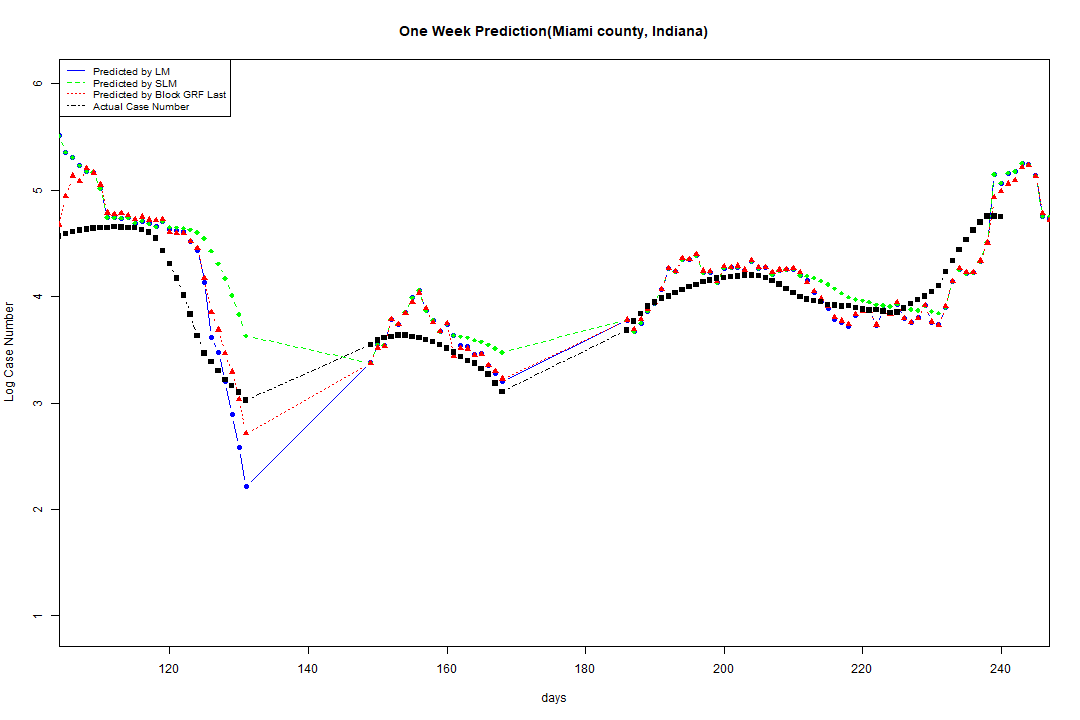 One Week Prediction(Miami county, Indiana)
Predicted by LM
Predicted by SLM
Predicted by Block GRF Last
Actual Case Number
6
5
4
3
2
1
Log Case Number
120 140 160 180 200 220 240
days